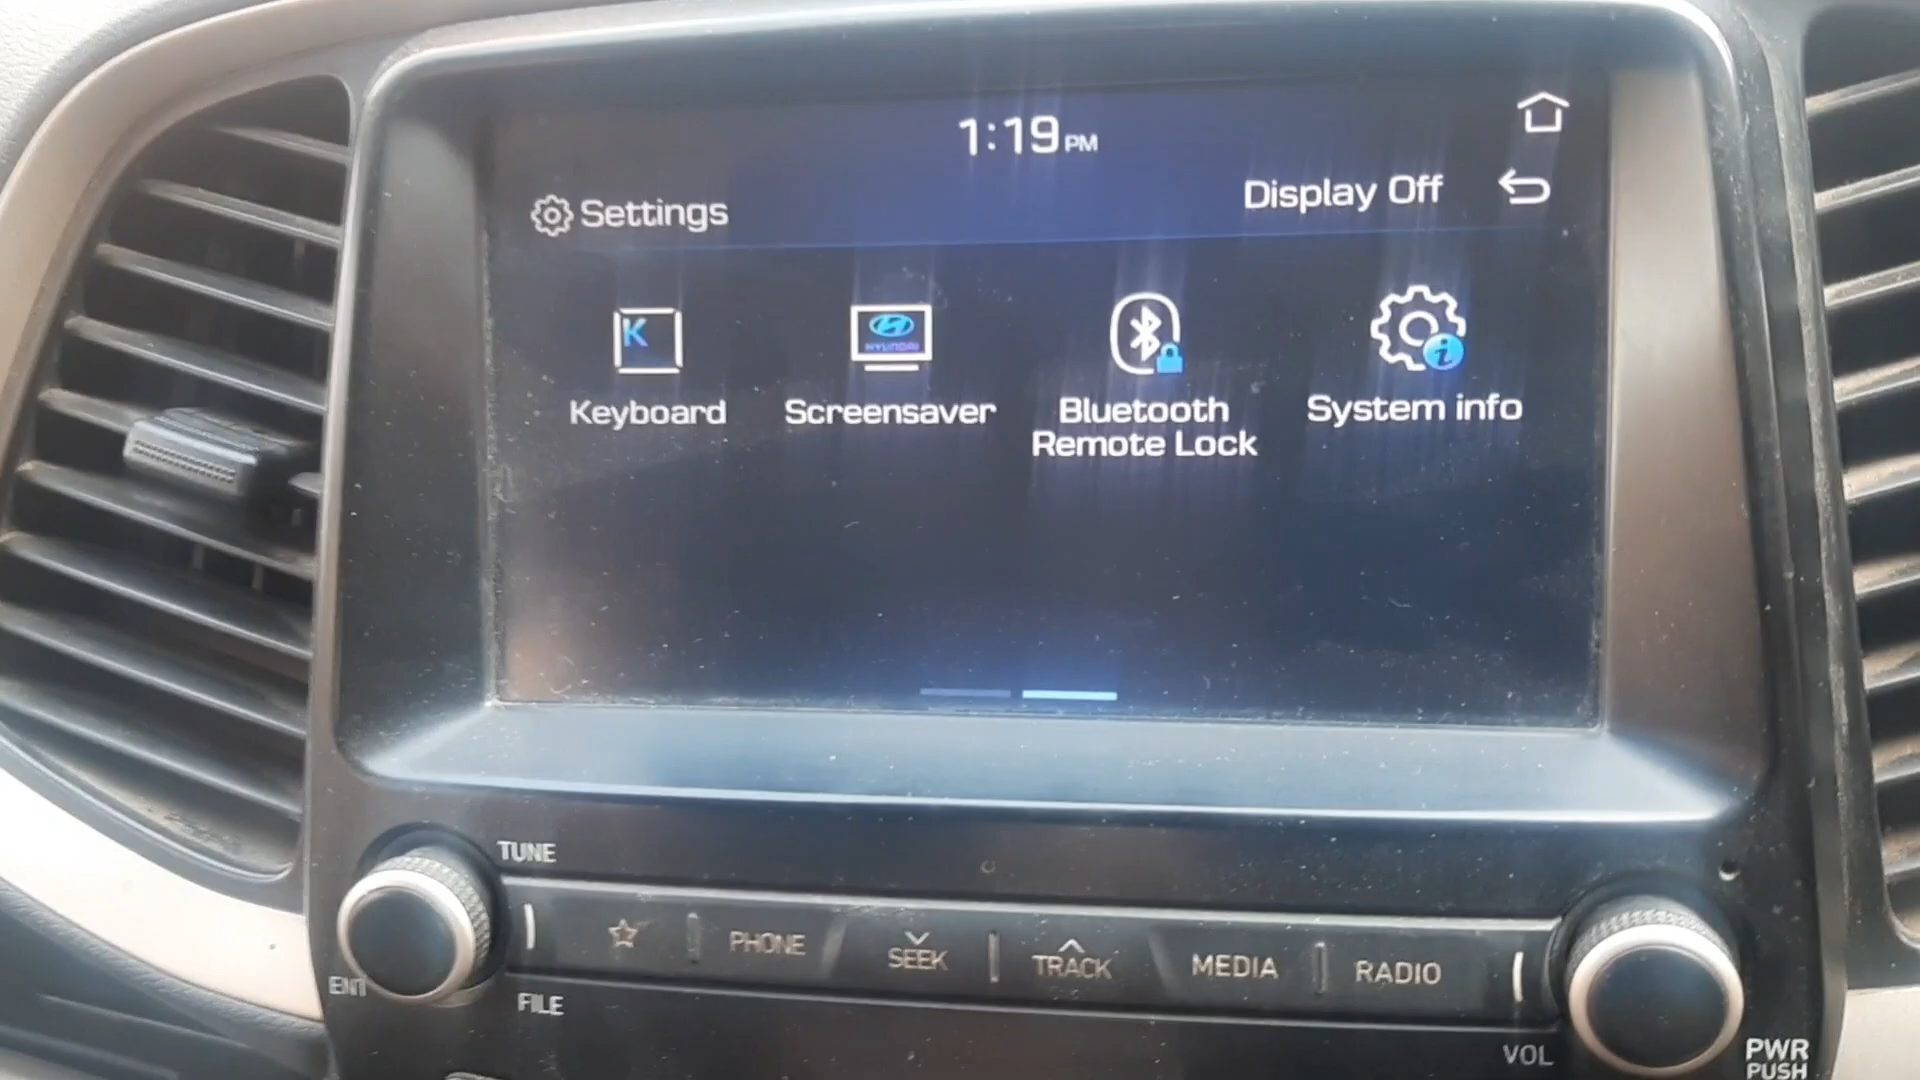 1:19 PM
Settings
Display Off
K
HYUNDAI
Keyboard
Screensaver
Bluetooth
Remote Lock
System info
TUNE
PHONE
SEEK
TRACK
MEDIA
RADIO
ENT
FILE
VOL
PWR
PUSH